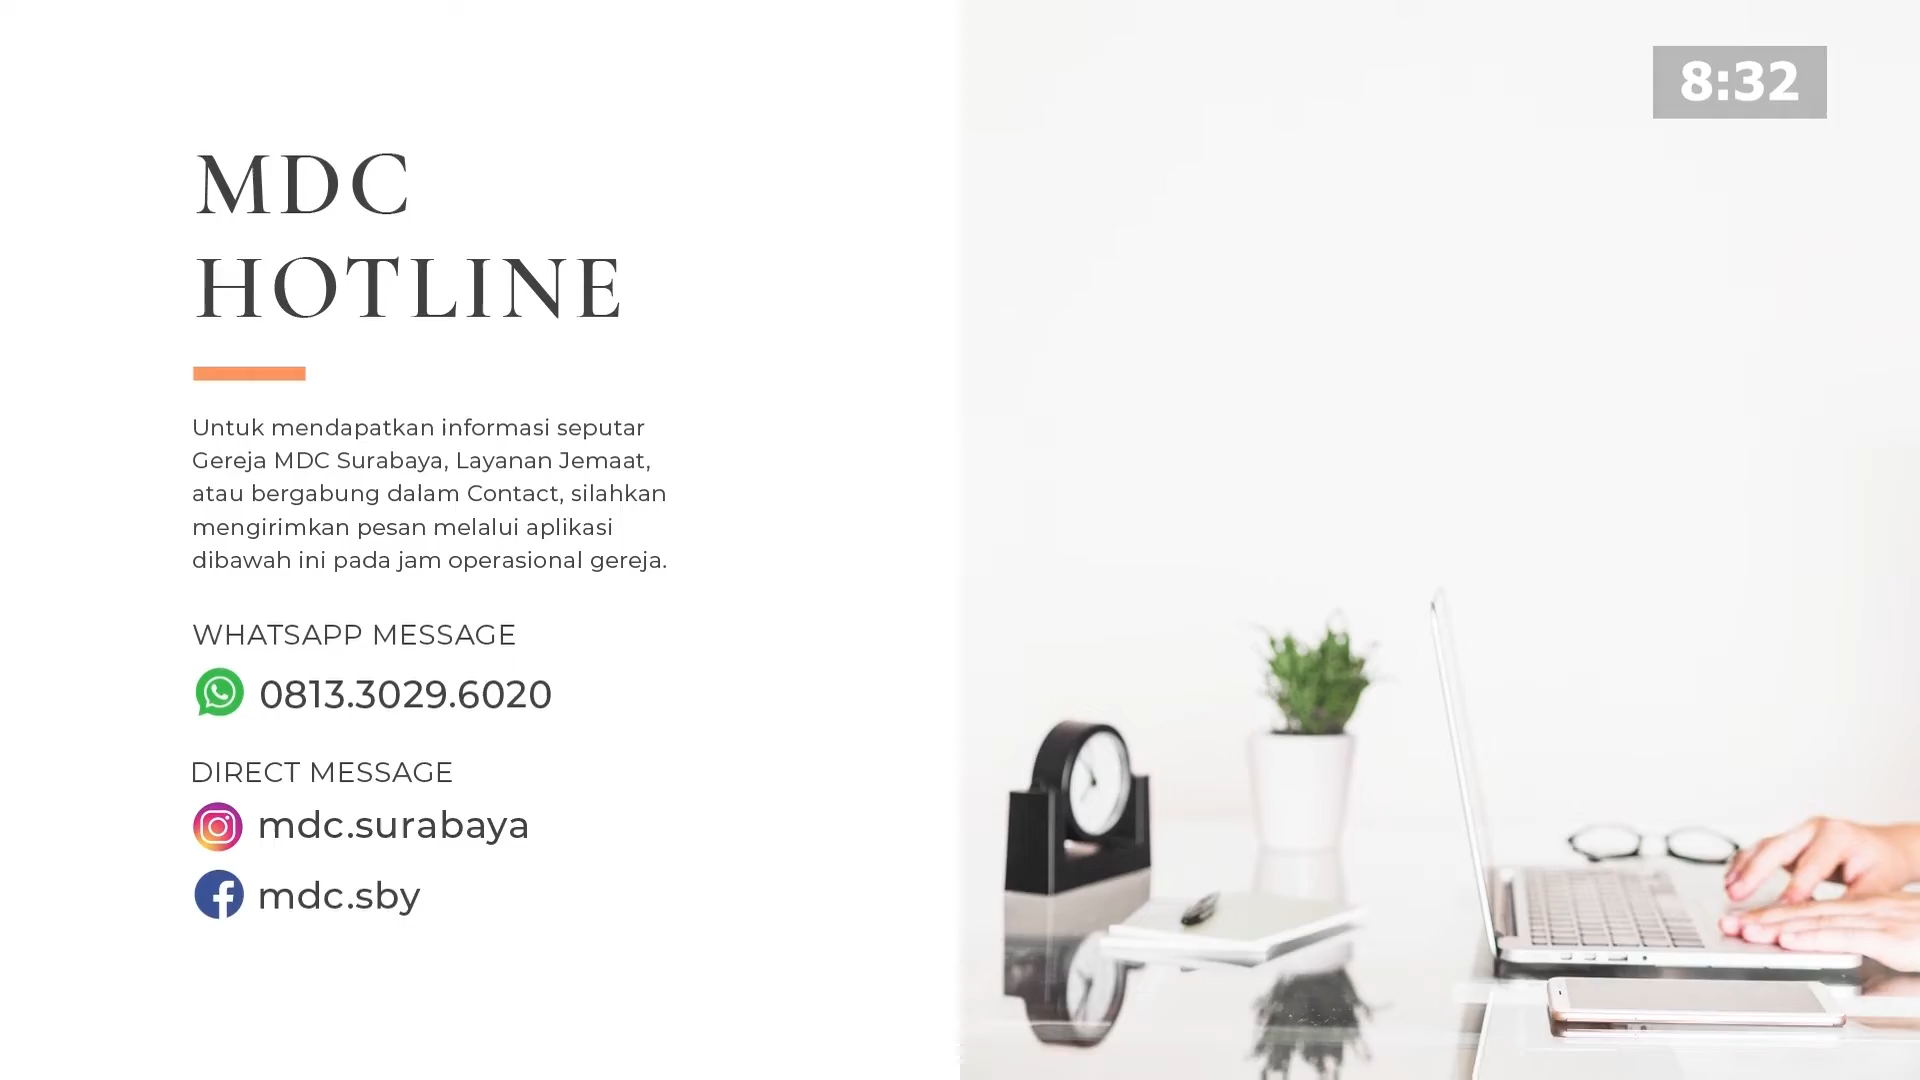 8:32
MDC
HOTLINE
Untuk mendapatkan informasi seputar
Gereja MDC Surabaya, Layanan Jemaat,
atau bergabung dalam Contact, silahkan
mengirimkan pesan melalui aplikasi
dibawah ini pada jam operasional gereja.
WHATSAPP MESSAGE
0813.3029.6020
DIRECT MESSAGE
mdc.surabaya
mdc.sby